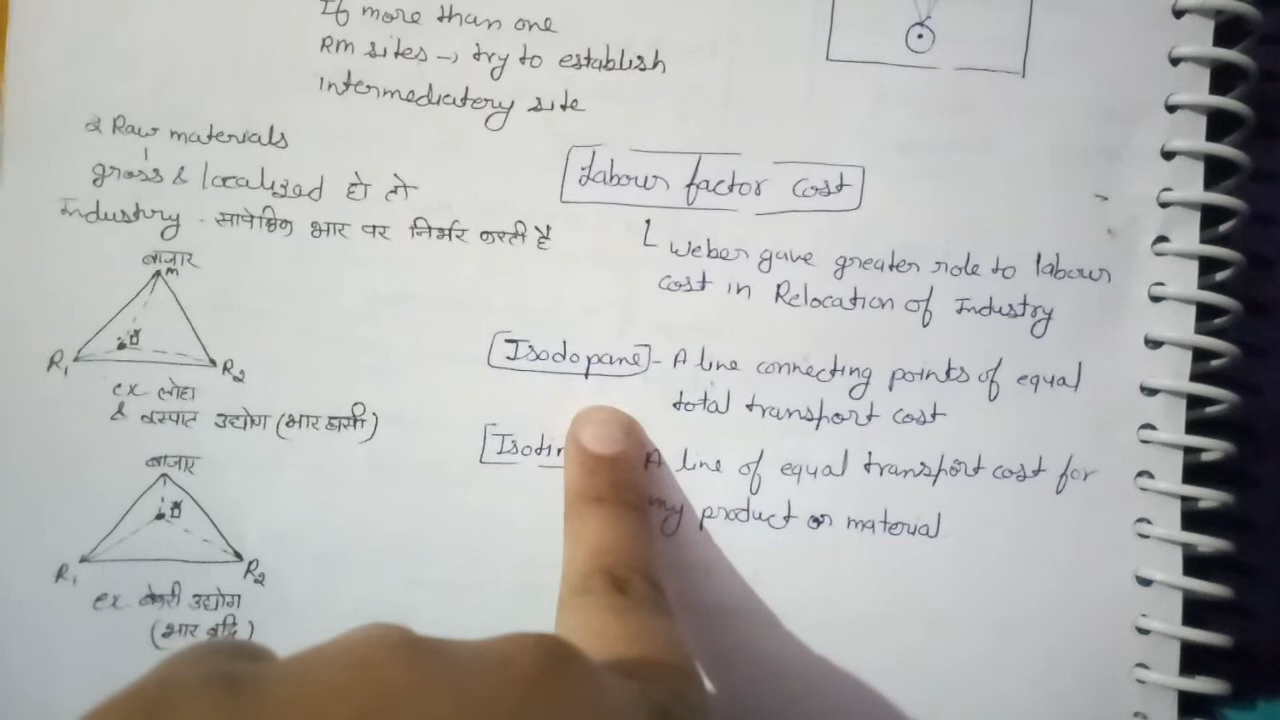 If more than one
RM sites → try to establish
intermediatery site
2 Raw materials
gross & localized हो तो
Industry - सापेक्षिक भार पर निर्भर करती है
बाजार
M
R1
R2
ex लोहा
& इस्पात उद्योग (भार ह्रासी)
बाजार
R1
R2
ex बेकरी उद्योग
(भार वृदि)
Labour factor cost
Weber gave greater role to labour
cost in Relocation of Industry
Isodopane - A line connecting points of equal
total transport cost
A line of equal transport cost for
product or material